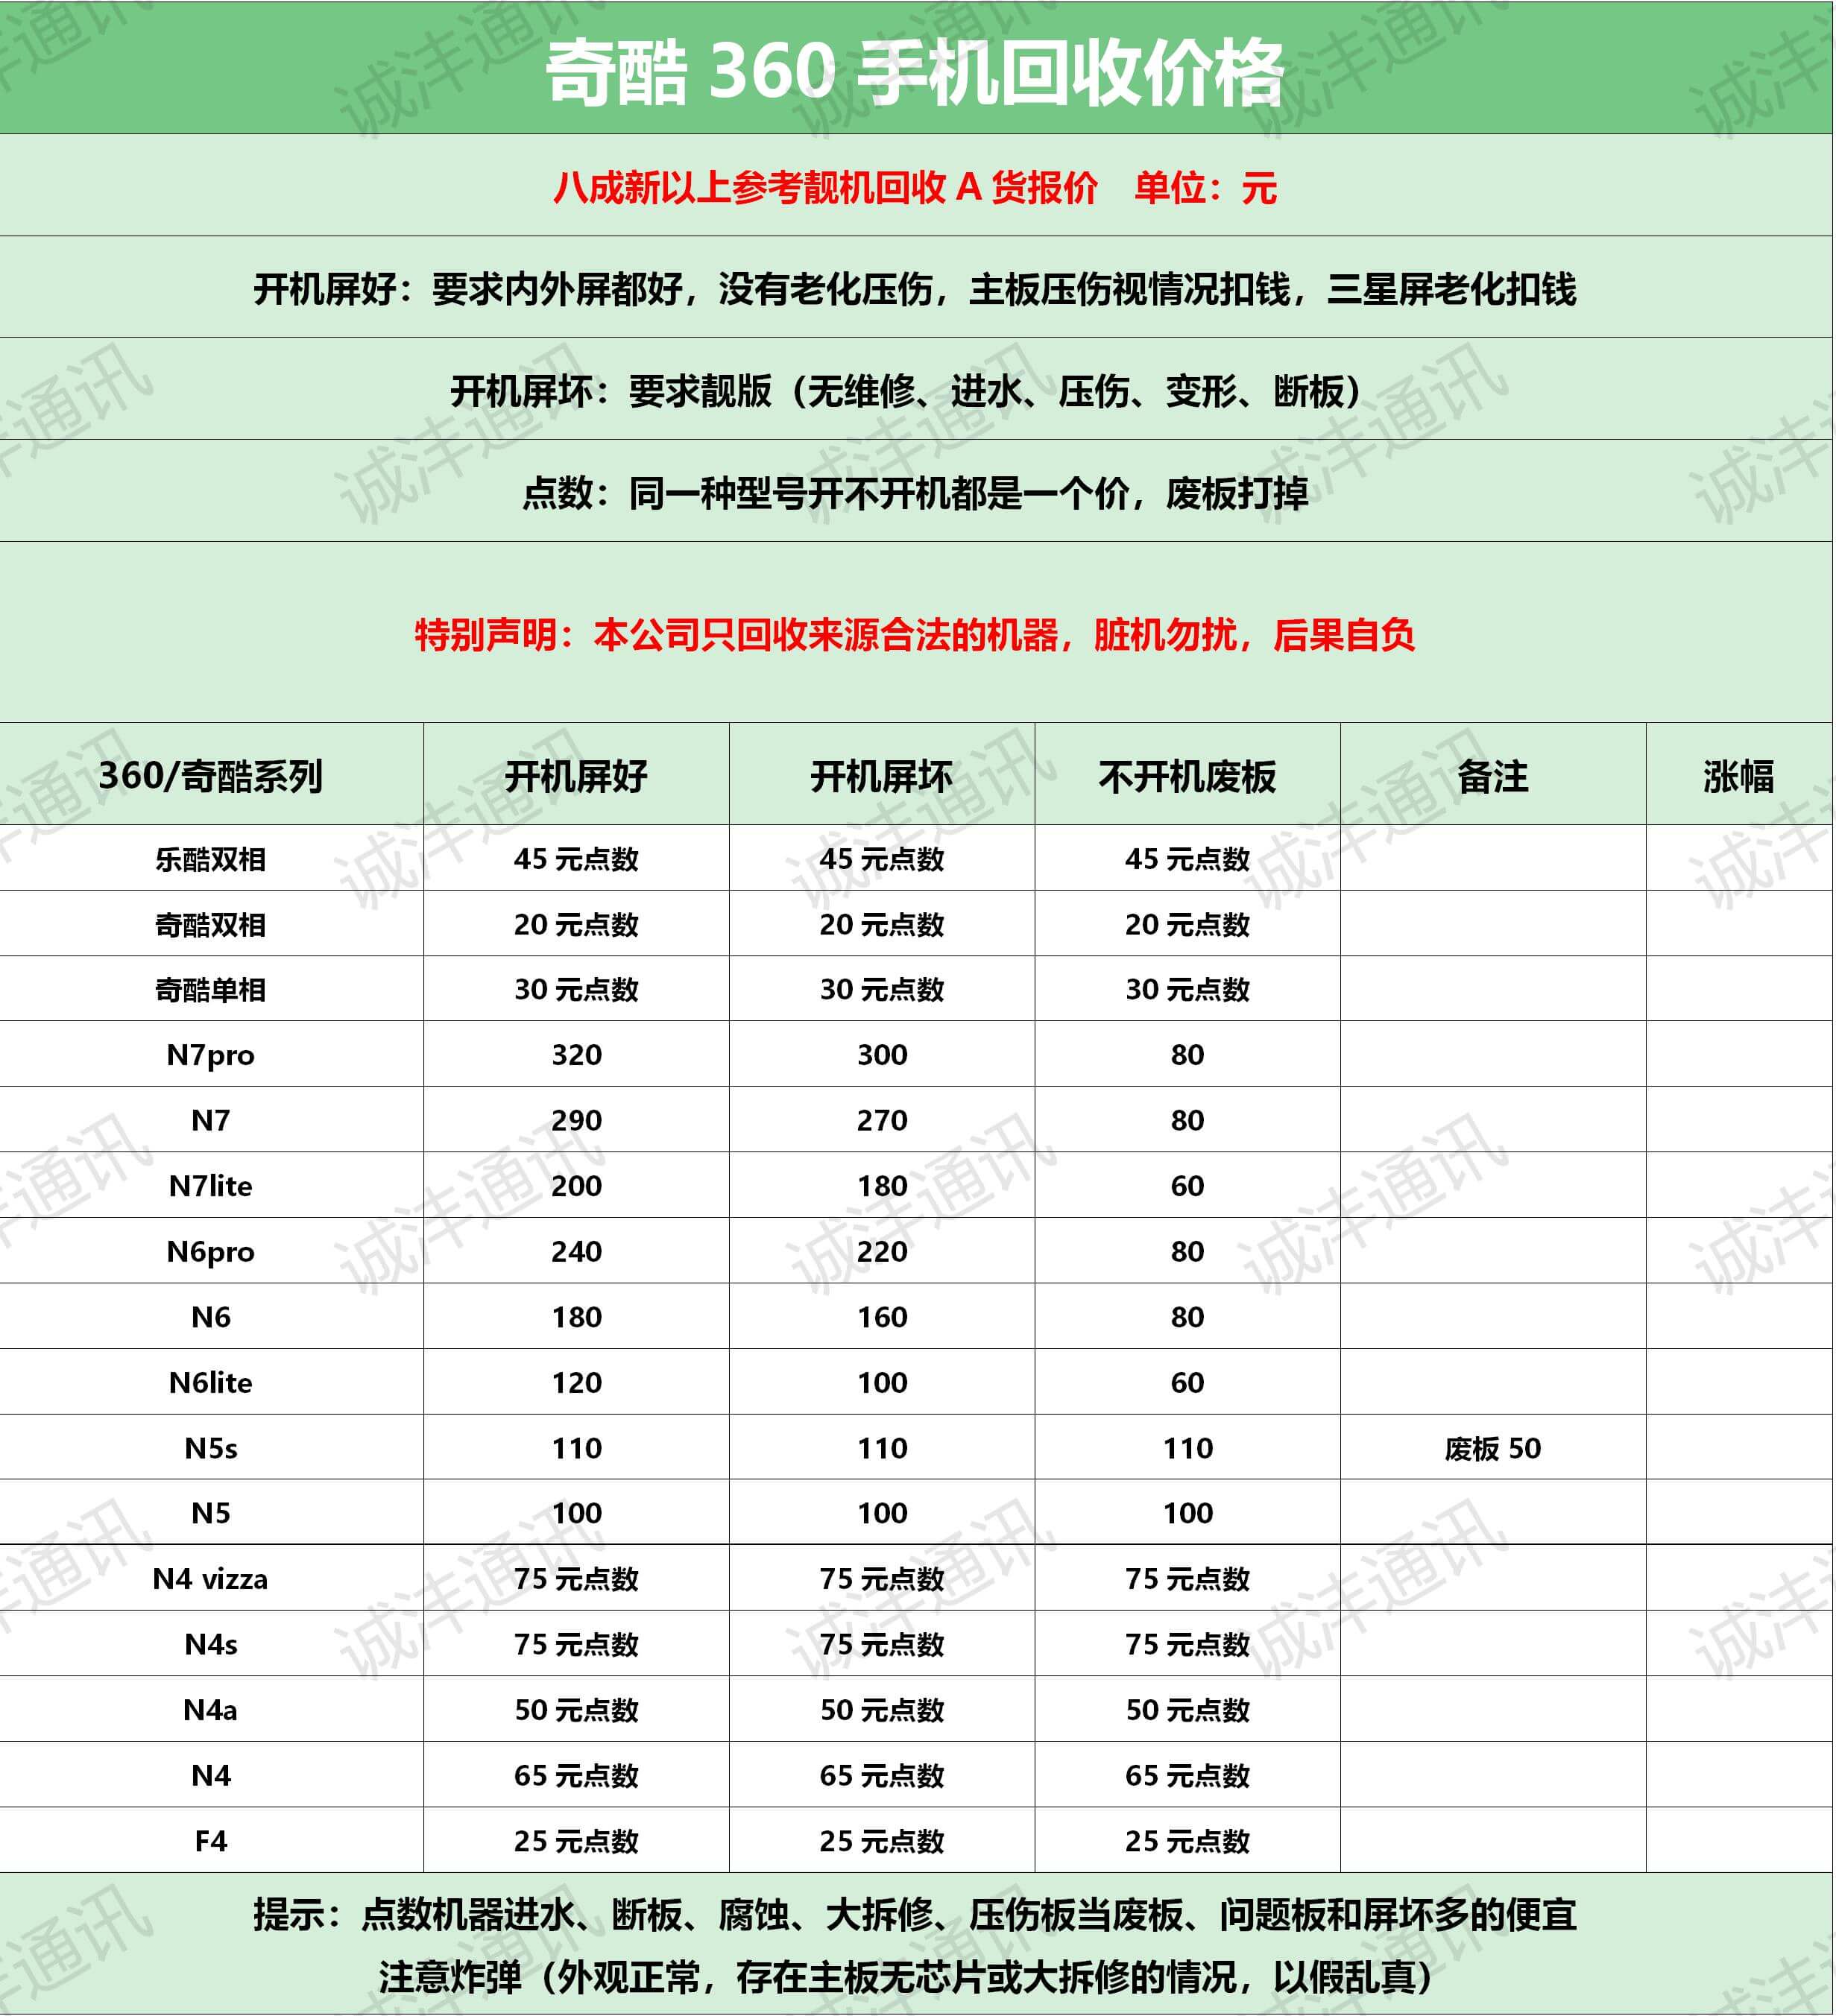 奇酷 360 手机回收价格
八成新以上参考靓机回收 A 货报价 单位：元
开机屏好：要求内外屏都好，没有老化压伤，主板压伤视情况扣钱，三星屏老化扣钱
开机屏坏：要求靓版（无维修、进水、压伤、变形、断板）
点数：同一种型号开不开机都是一个价，废板打掉
特别声明：本公司只回收来源合法的机器，脏机勿扰，后果自负
360/奇酷系列 开机屏好 开机屏坏 不开机废板 备注 涨幅
乐酷双相 45 元点数 45 元点数 45 元点数
奇酷双相 20 元点数 20 元点数 20 元点数
奇酷单相 30 元点数 30 元点数 30 元点数
N7pro 320 300 80
N7 290 270 80
N7lite 200 180 60
N6pro 240 220 80
N6 180 160 80
N6lite 120 100 60
N5s 110 110 110 废板 50
N5 100 100 100
N4 vizza 75 元点数 75 元点数 75 元点数
N4s 75 元点数 75 元点数 75 元点数
N4a 50 元点数 50 元点数 50 元点数
N4 65 元点数 65 元点数 65 元点数
F4 25 元点数 25 元点数 25 元点数
提示：点数机器进水、断板、腐蚀、大拆修、压伤板当废板、问题板和屏坏多的便宜
注意炸弹（外观正常，存在主板无芯片或大拆修的情况，以假乱真）
诚沣通讯